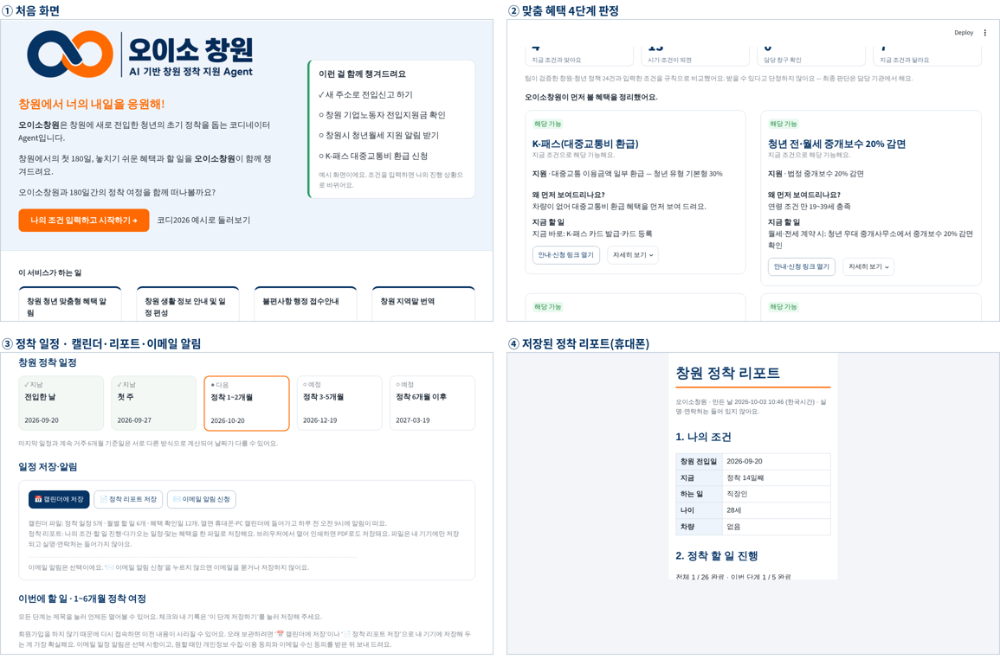 ① 처음 화면
오이소 창원
AI 기반 창원 정착 지원 Agent
창원에서 너의 내일을 응원해!
오이소창원은 창원에 새로 전입한 청년의 초기 정착을 돕는 코디네이터
Agent입니다.
창원에서의 첫 180일, 놓치기 쉬운 혜택과 할 일을 오이소창원이 함께 챙
겨드려요.
오이소창원과 180일간의 정착 여정을 함께 떠나볼까요?
나의 조건 입력하고 시작하기 →
코디2026 예시로 둘러보기
이런 걸 함께 챙겨드려요
✓ 새 주소로 전입신고 하기
○ 창원 기업노동자 전입지원금 확인
○ 창원시 청년월세 지원 알림 받기
○ K-패스 대중교통비 환급 신청
예시 화면이에요. 조건을 입력하면 나의 진행 상황으
로 바뀌어요.
이 서비스가 하는 일
창원 청년 맞춤형 혜택 알
림
창원 생활 정보 안내 및 일
정 편성
불편사항 행정 접수안내
창원 지역말 번역
② 맞춤 혜택 4단계 판정
Deploy
지금 조건과 맞아요
시기·조건이 되면
담당 창구 확인
지금 조건과 달라요
팀이 검증한 창원·청년 정책 24건과 입력한 조건을 규칙으로 비교했어요. 받을 수 있다고 단정하지 않아요 — 최종 판단은 담당 기관에서 해요.
오이소창원이 먼저 볼 혜택을 정리했어요.
해당 가능
K-패스(대중교통비 환급)
지금 조건으로 해당 가능해요.
지원 · 대중교통 이용금액 일부 환급 — 청년 유형 기본형 30%
왜 먼저 보여드리나요?
차량이 없어 대중교통비 환급 혜택을 먼저 보여 드려요.
지금 할 일
지금 바로: K-패스 카드 발급·카드 등록
안내·신청 링크 열기
자세히 보기
해당 가능
청년 전·월세 중개보수 20% 감면
지금 조건으로 해당 가능해요.
지원 · 법정 중개보수 20% 감면
왜 먼저 보여드리나요?
연령 조건 만 19~39세 충족
지금 할 일
월세·전세 계약 시: 청년 우대 중개사무소에서 중개보수 20% 감면
확인
안내·신청 링크 열기
자세히 보기
해당 가능
해당 가능
③ 정착 일정 · 캘린더·리포트·이메일 알림
창원 정착 일정
✓ 지남
전입한 날
2026-09-20
✓ 지남
첫 주
2026-09-27
● 다음
정착 1~2개월
2026-10-20
○ 예정
정착 3-5개월
2026-12-19
○ 예정
정착 6개월 이후
2027-03-19
마지막 일정과 계속 거주 6개월 기준일은 서로 다른 방식으로 계산되어 날짜가 다를 수 있어요.
일정 저장·알림
📅 캘린더에 저장
📄 정착 리포트 저장
✉️ 이메일 알림 신청
캘린더 파일: 정착 일정 5개 · 월별 할 일 6개 · 혜택 확인일 12개. 열면 휴대폰·PC 캘린더에 들어가고 하루 전 오전 9시에 알림이 떠요.
정착 리포트: 나의 조건·할 일 진행·다가오는 일정·맞는 혜택을 한 파일로 저장해요. 브라우저에서 열어 인쇄하면 PDF로도 저장돼요. 파일은 내 기기에만 저장
되고 실명·연락처는 들어가지 않아요.
이메일 알림은 선택이에요. '✉️ 이메일 알림 신청'을 누르지 않으면 이메일을 묻거나 저장하지 않아요.
이번에 할 일 · 1~6개월 정착 여정
모든 단계는 제목을 눌러 언제든 열어볼 수 있어요. 체크와 내 기록은 '이 단계 저장하기'를 눌러 저장해 주세요.
회원가입을 하지 않기 때문에 다시 접속하면 이전 내용이 사라질 수 있어요. 오래 보관하려면 '📅 캘린더에 저장'이나 '📄 정착 리포트 저장'으로 내 기기에 저장해 두
는 게 가장 확실해요. 이메일 일정 알림은 선택 사항이고, 원할 때만 개인정보 수집·이용 동의와 이메일 수신 동의를 받은 뒤 보내 드려요.
④ 저장된 정착 리포트(휴대폰)
창원 정착 리포트
오이소창원 · 만든 날 2026-10-03 10:46 (한국시간) · 실
명·연락처는 들어 있지 않아요.
1. 나의 조건
창원 전입일 2026-09-20
지금 정착 14일째
하는 일 직장인
나이 28세
차량 없음
2. 정착 할 일 진행
전체 1 / 26 완료 · 이번 단계 1 / 5 완료